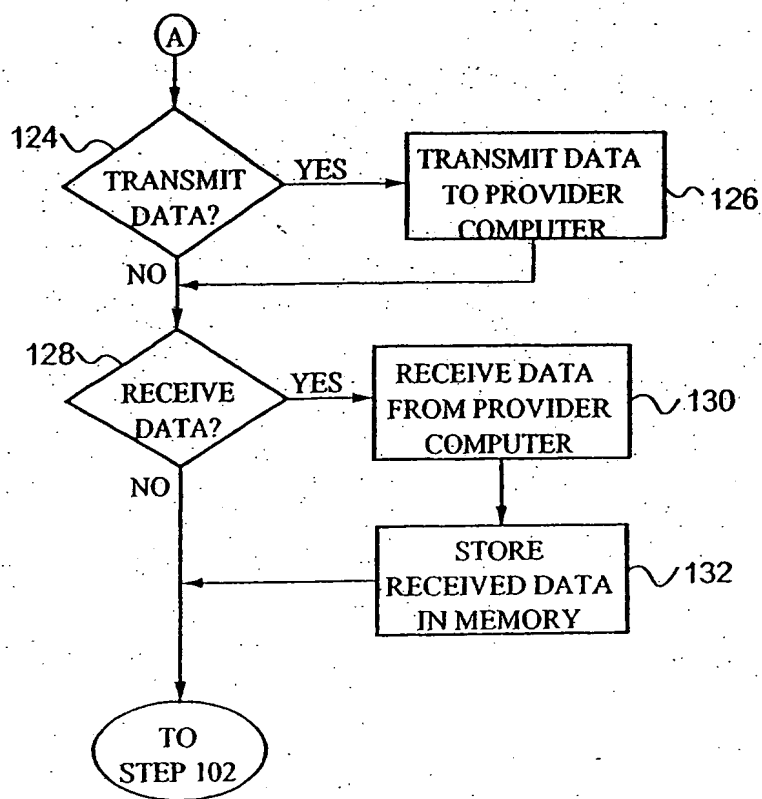 A
124
TRANSMIT
DATA?
YES
TRANSMIT DATA
TO PROVIDER
COMPUTER
126
NO
128
RECEIVE
DATA?
YES
RECEIVE DATA
FROM PROVIDER
COMPUTER
130
NO
STORE
RECEIVED DATA
IN MEMORY
132
TO
STEP 102